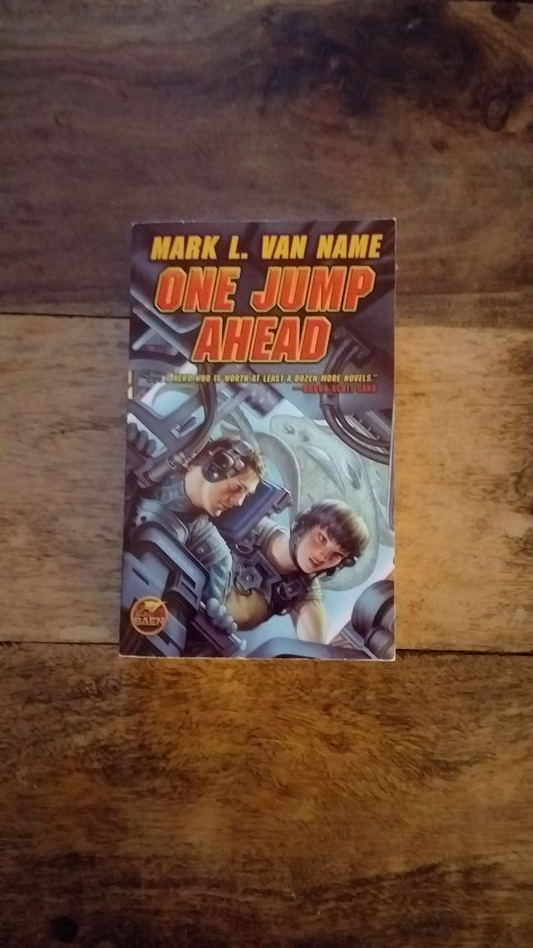 MARK L. VAN NAME
ONE JUMP
AHEAD
A HERO WHO IS WORTH AT LEAST A DOZEN MORE NOVELS."
—ORSON SCOTT CARD
BAEN